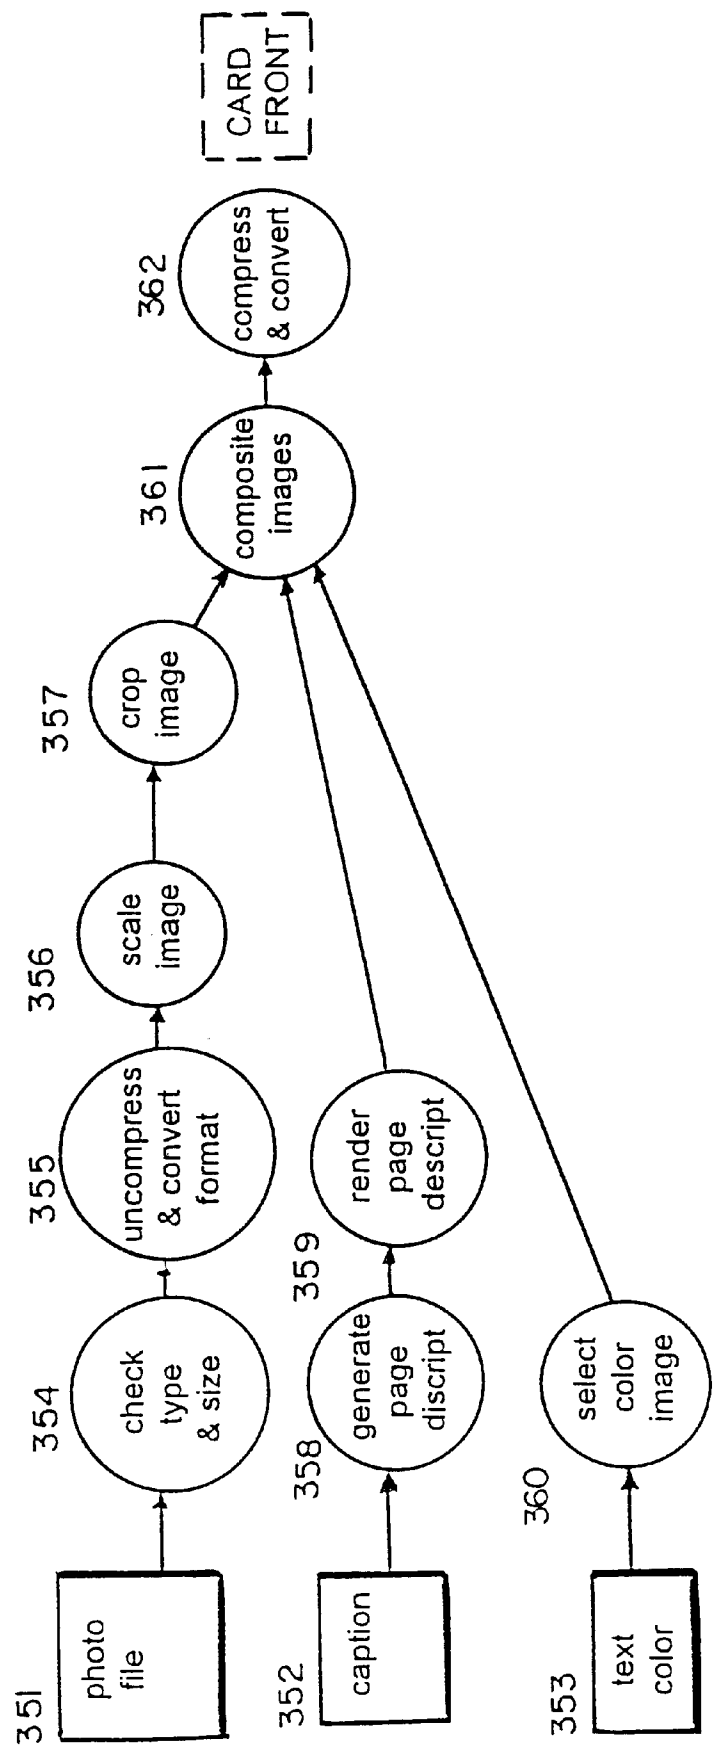 351
photo
file
354
check
type
& size
355
uncompress
& convert
format
356
scale
image
357
crop
image
352
caption
358
generate
page
discript
359
render
page
descript
353
text
color
360
select
color
image
361
composite
images
362
compress
& convert
CARD
FRONT